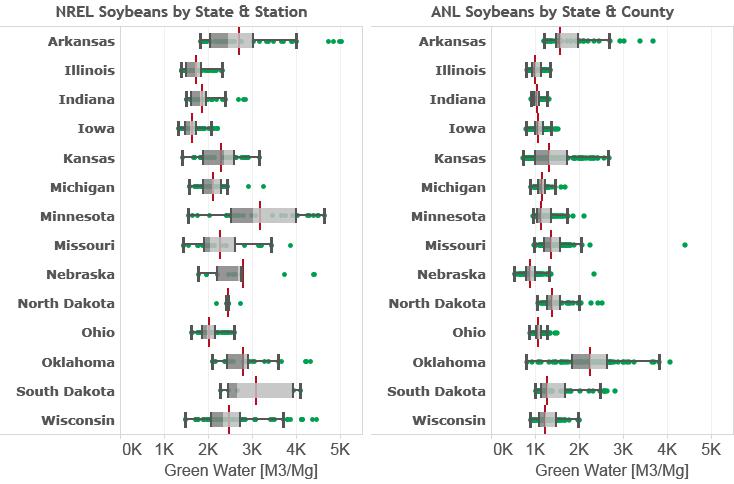 NREL Soybeans by State & Station
Arkansas
Illinois
Indiana
Iowa
Kansas
Michigan
Minnesota
Missouri
Nebraska
North Dakota
Ohio
Oklahoma
South Dakota
Wisconsin
0K 1K 2K 3K 4K 5K
Green Water [M3/Mg]
ANL Soybeans by State & County
Arkansas
Illinois
Indiana
Iowa
Kansas
Michigan
Minnesota
Missouri
Nebraska
North Dakota
Ohio
Oklahoma
South Dakota
Wisconsin
0K 1K 2K 3K 4K 5K
Green Water [M3/Mg]